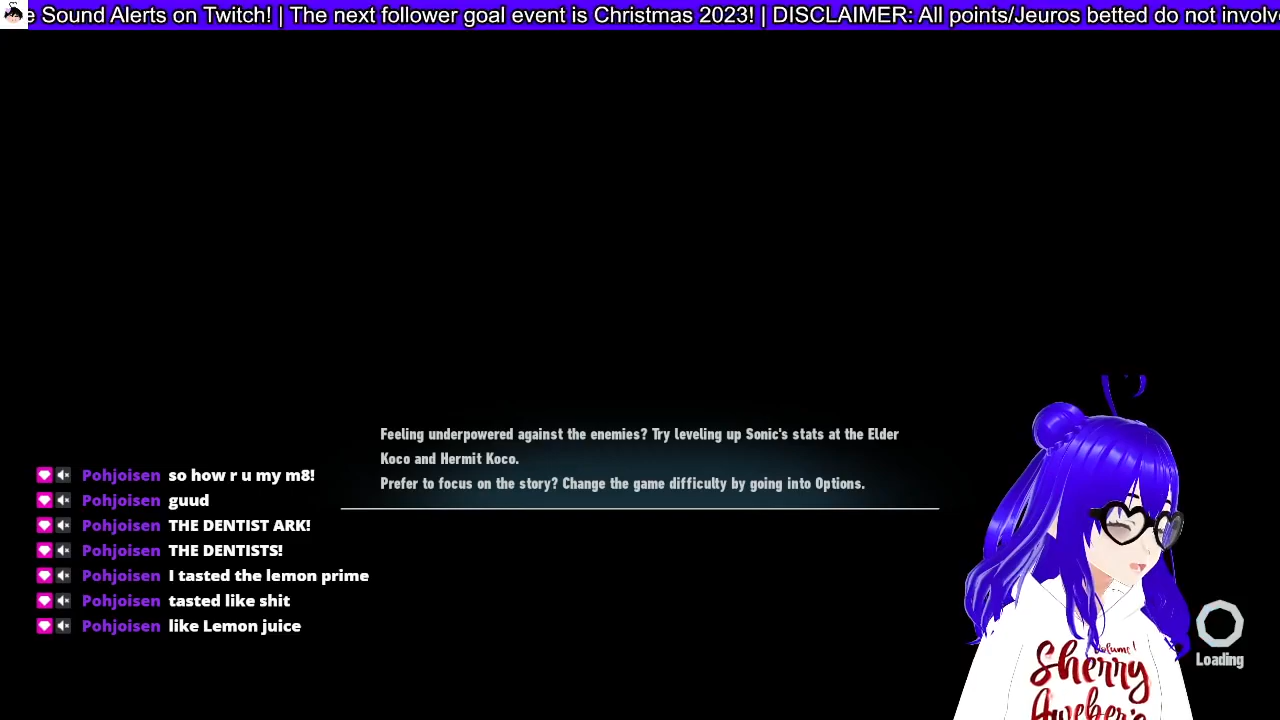 e Sound Alerts on Twitch! | The next follower goal event is Christmas 2023! | DISCLAIMER: All points/Jeuros betted do not involv
Feeling underpowered against the enemies? Try leveling up Sonic's stats at the Elder
Koco and Hermit Koco.
Prefer to focus on the story? Change the game difficulty by going into Options.
Pohjoisen so how r u my m8!
Pohjoisen guud
Pohjoisen THE DENTIST ARK!
Pohjoisen THE DENTISTS!
Pohjoisen I tasted the lemon prime
Pohjoisen tasted like shit
Pohjoisen like Lemon juice
Loading
Volume 1
Sherry
Aweber's